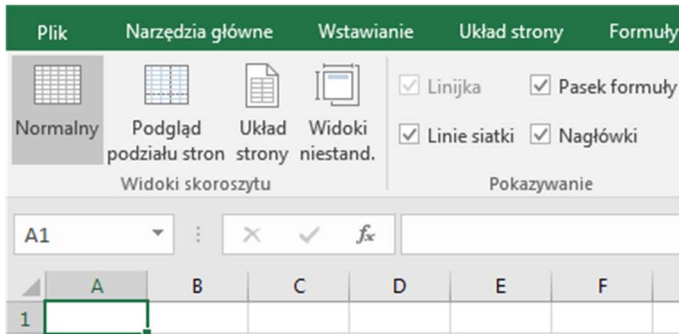 Plik Narzędzia główne Wstawianie Układ strony Formuły
Normalny Podgląd podziału stron Układ strony Widoki niestand.
Linijka Pasek formuły
Linie siatki Nagłówki
Widoki skoroszytu Pokazywanie
A1 fx
A B C D E F
1